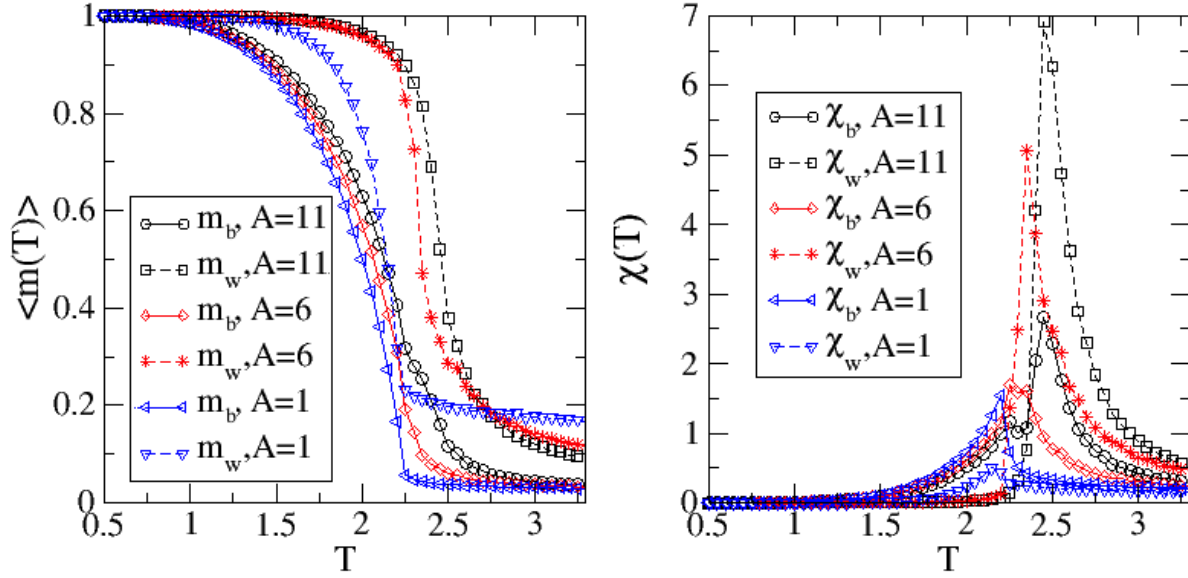 1
0.8
0.6
0.4
0.2
0
<m(T)>
m_b, A=11
m_w,A=11
m_b, A=6
m_w,A=6
m_b, A=1
m_w,A=1
0.5 1 1.5 2 2.5 3
T
7
6
5
4
3
2
1
0
χ(T)
χ_b, A=11
χ_w,A=11
χ_b, A=6
χ_w,A=6
χ_b, A=1
χ_w,A=1
0.5 1 1.5 2 2.5 3
T